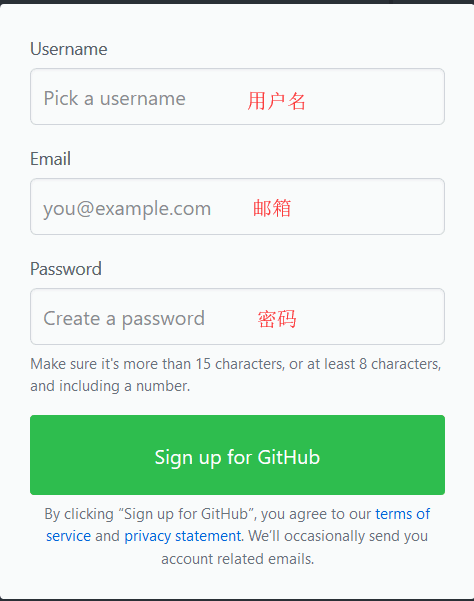 Username
Pick a username 用户名
Email
you@example.com 邮箱
Password
Create a password 密码
Make sure it's more than 15 characters, or at least 8 characters,
and including a number.
Sign up for GitHub
By clicking “Sign up for GitHub”, you agree to our terms of
service and privacy statement. We’ll occasionally send you
account related emails.